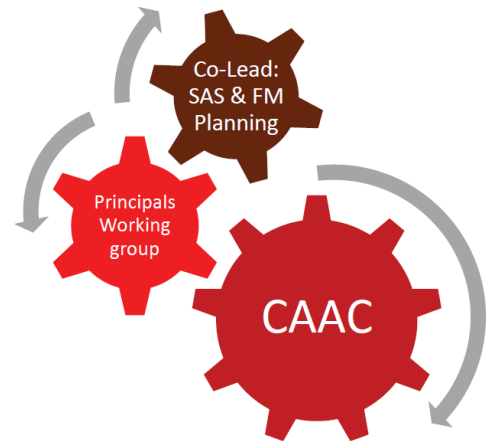 Co-Lead:
SAS & FM
Planning
Principals
Working
group
CAAC